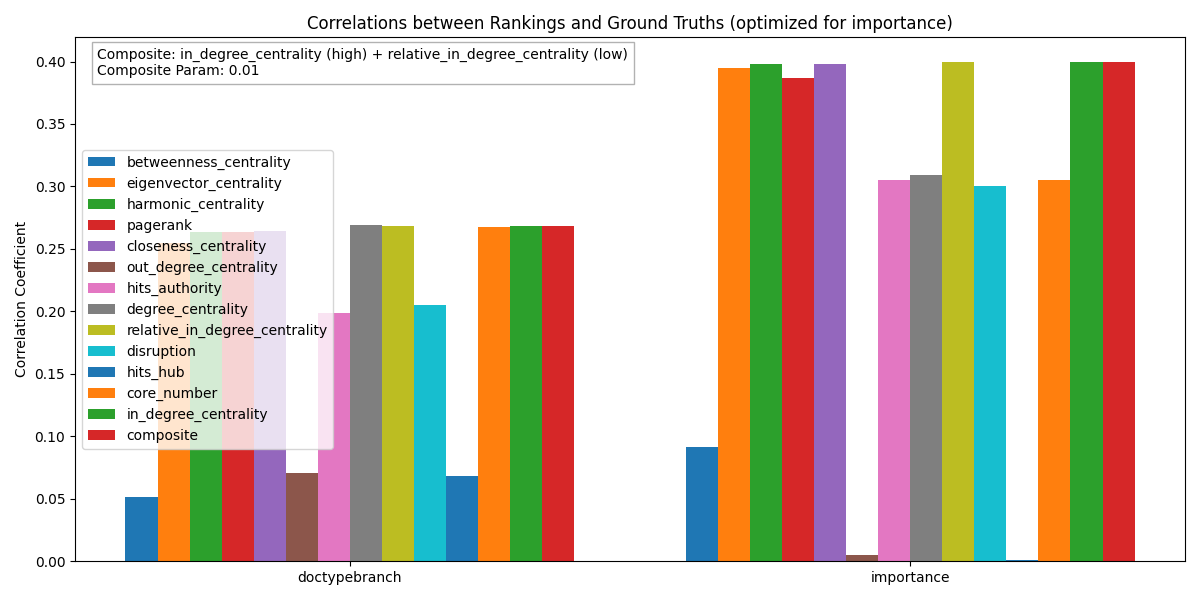 Correlations between Rankings and Ground Truths (optimized for importance)
Composite: in_degree_centrality (high) + relative_in_degree_centrality (low)
Composite Param: 0.01
Correlation Coefficient
0.40
0.35
0.30
0.25
0.20
0.15
0.10
0.05
0.00
betweenness_centrality
eigenvector_centrality
harmonic_centrality
pagerank
closeness_centrality
out_degree_centrality
hits_authority
degree_centrality
relative_in_degree_centrality
disruption
hits_hub
core_number
in_degree_centrality
composite
doctypebranch
importance